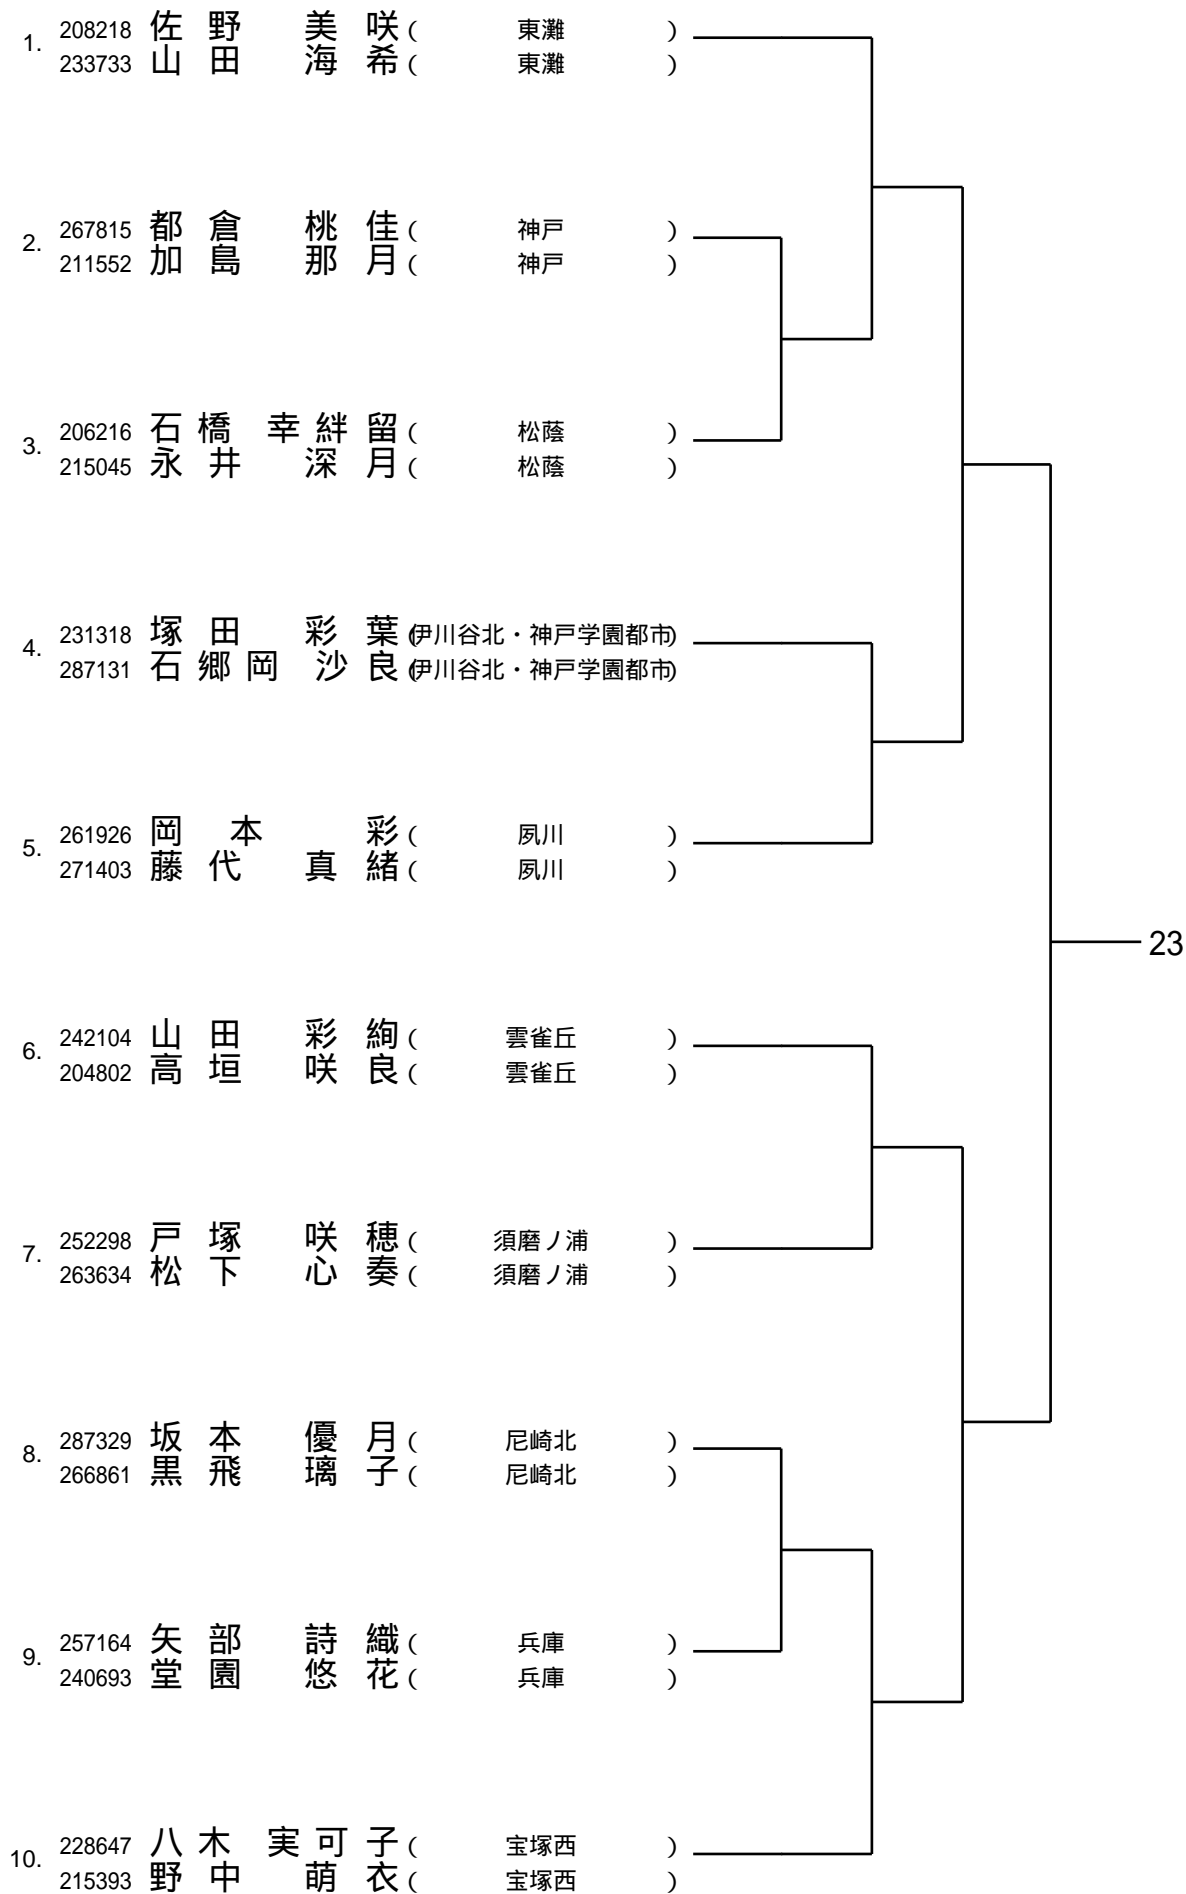 1. 208218 佐野 美咲 ( 東灘 )
233733 山田 海希 ( 東灘 )
2. 267815 都倉 桃佳 ( 神戸 )
211552 加島 那月 ( 神戸 )
3. 206216 石橋 幸絆留 ( 松蔭 )
215045 永井 深月 ( 松蔭 )
4. 231318 塚田 彩葉 (伊川谷北・神戸学園都市)
287131 石郷岡 沙良 (伊川谷北・神戸学園都市)
5. 261926 岡本 彩 ( 夙川 )
271403 藤代 真緒 ( 夙川 )
23
6. 242104 山田 彩絢 ( 雲雀丘 )
204802 高垣 咲良 ( 雲雀丘 )
7. 252298 戸塚 咲穂 ( 須磨ノ浦 )
263634 松下 心奏 ( 須磨ノ浦 )
8. 287329 坂本 優月 ( 尼崎北 )
266861 黒飛 璃子 ( 尼崎北 )
9. 257164 矢部 詩織 ( 兵庫 )
240693 堂園 悠花 ( 兵庫 )
10. 228647 八木 実可子 ( 宝塚西 )
215393 野中 萌衣 ( 宝塚西 )